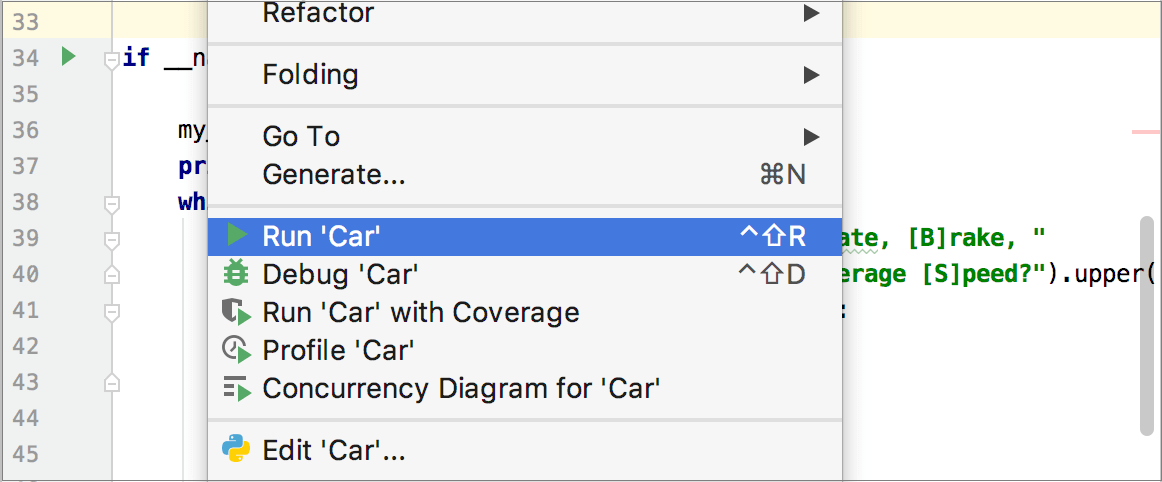 33
Refactor
34 if __n
Folding
35
36 my_
Go To
37 pr
Generate... ⌘N
38 wh
39 Run 'Car' ^⇧R ate, [B]rake, "
40 Debug 'Car' ^⇧D erage [S]peed?").upper(
41 Run 'Car' with Coverage :
42 Profile 'Car'
43 Concurrency Diagram for 'Car'
44
45 Edit 'Car'...